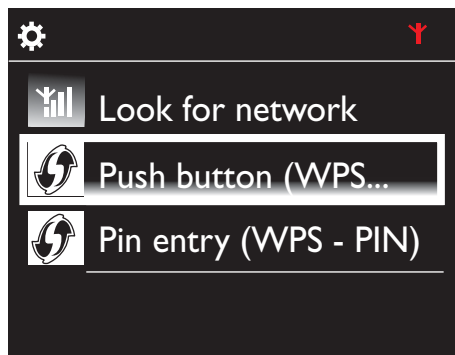 Look for network
Push button (WPS...
Pin entry (WPS - PIN)